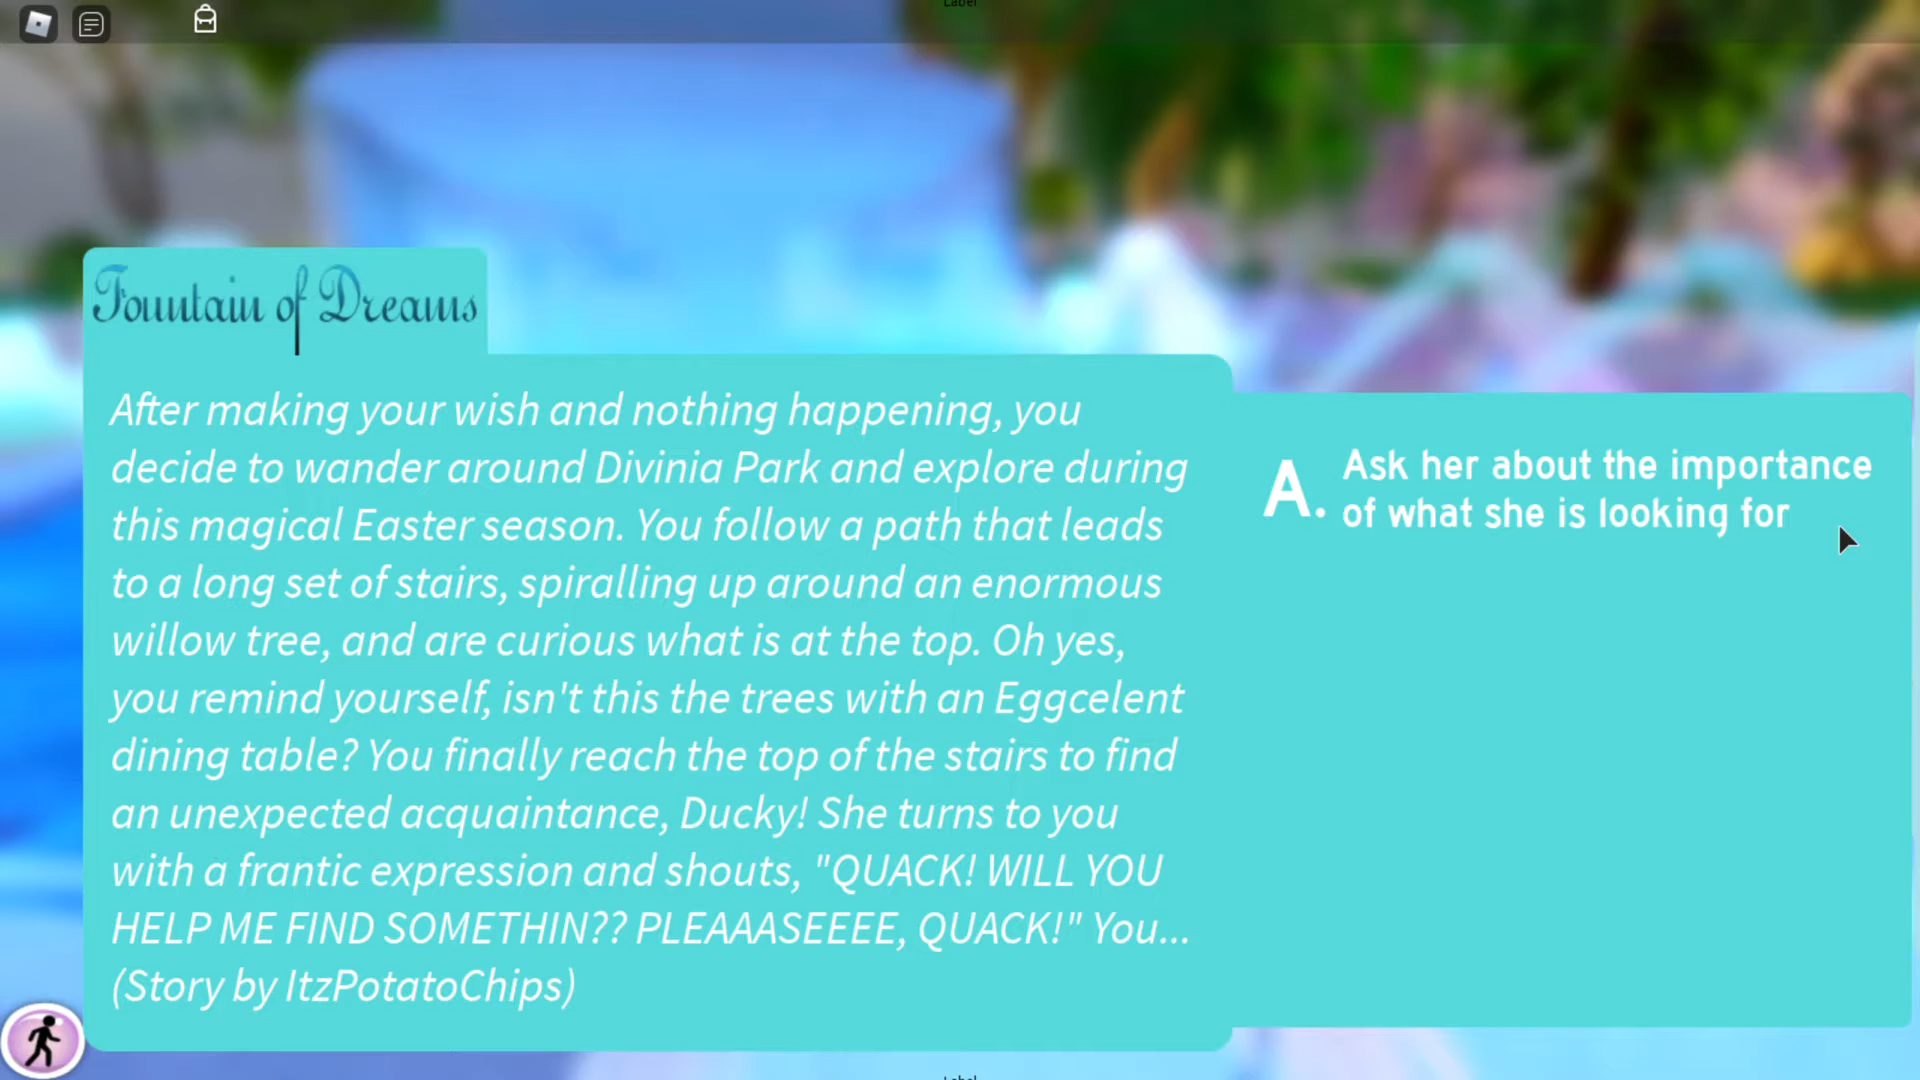 Label
Fountain of Dreams
After making your wish and nothing happening, you
decide to wander around Divinia Park and explore during
this magical Easter season. You follow a path that leads
to a long set of stairs, spiralling up around an enormous
willow tree, and are curious what is at the top. Oh yes,
you remind yourself, isn't this the trees with an Eggcelent
dining table? You finally reach the top of the stairs to find
an unexpected acquaintance, Ducky! She turns to you
with a frantic expression and shouts, "QUACK! WILL YOU
HELP ME FIND SOMETHIN?? PLEAAASEEEE, QUACK!" You...
(Story by ItzPotatoChips)
A. Ask her about the importance
of what she is looking for
Label